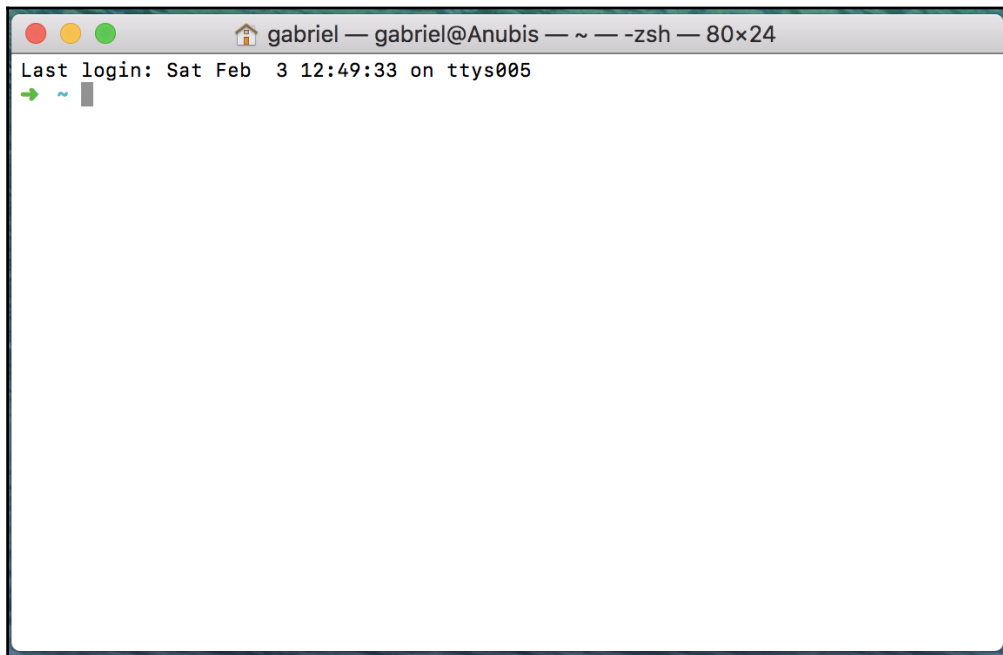 gabriel — gabriel@Anubis — ~ — -zsh — 80×24
Last login: Sat Feb  3 12:49:33 on ttys005
➜  ~